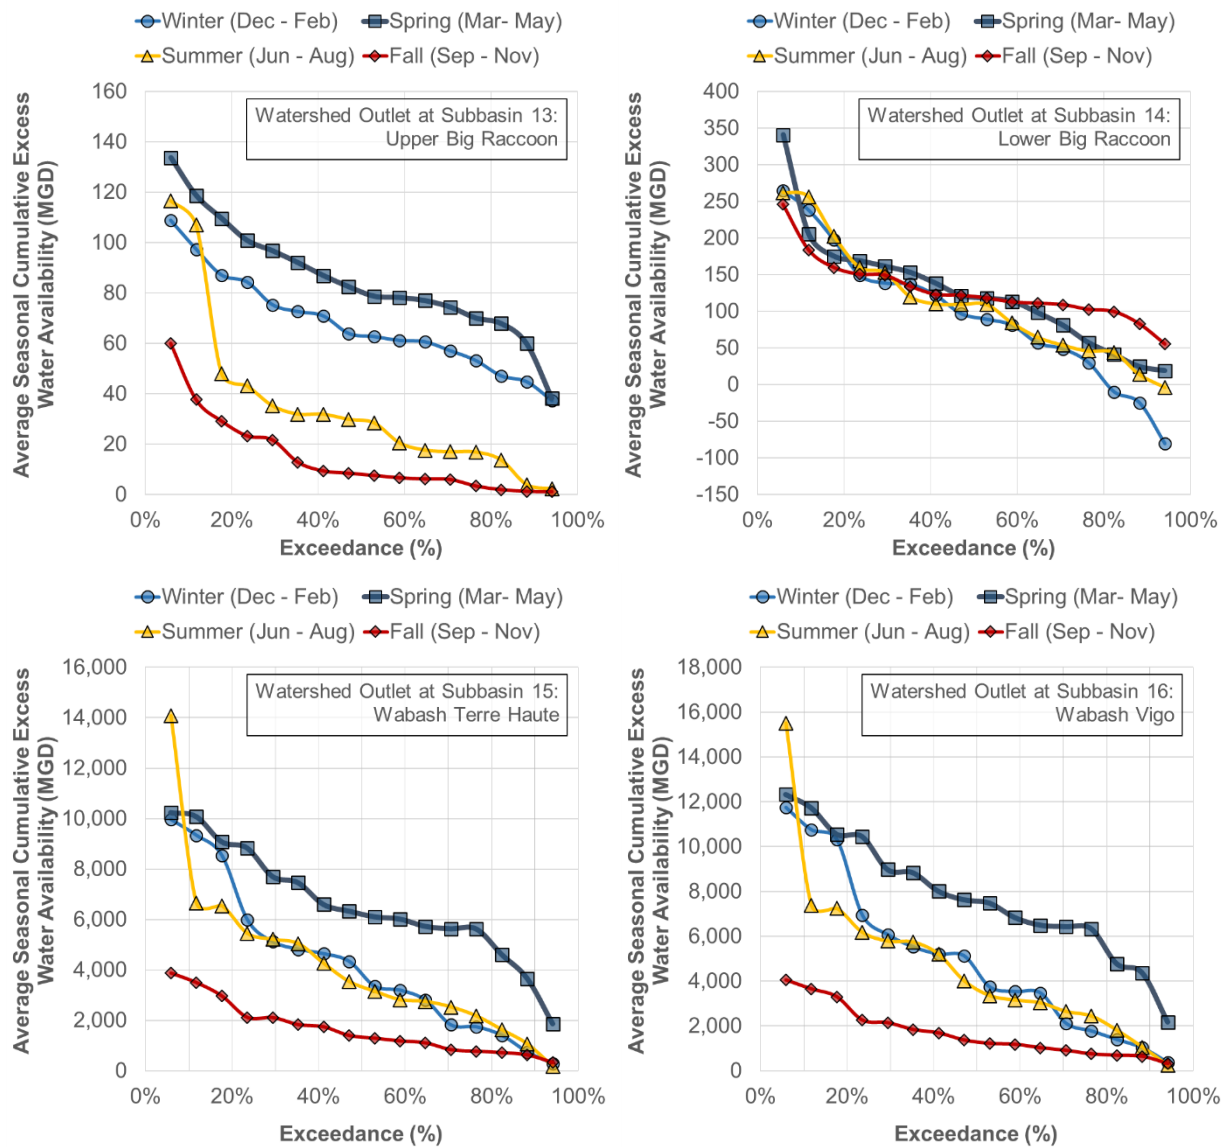 Winter (Dec - Feb) Spring (Mar- May)
Summer (Jun - Aug) Fall (Sep - Nov)
Average Seasonal Cumulative Excess
Water Availability (MGD)
160
140
120
100
80
60
40
20
0
Watershed Outlet at Subbasin 13:
Upper Big Raccoon
0% 20% 40% 60% 80% 100%
Exceedance (%)
Winter (Dec - Feb) Spring (Mar- May)
Summer (Jun - Aug) Fall (Sep - Nov)
Average Seasonal Cumulative Excess
Water Availability (MGD)
400
350
300
250
200
150
100
50
0
-50
-100
-150
Watershed Outlet at Subbasin 14:
Lower Big Raccoon
0% 20% 40% 60% 80% 100%
Exceedance (%)
Winter (Dec - Feb) Spring (Mar- May)
Summer (Jun - Aug) Fall (Sep - Nov)
Average Seasonal Cumulative Excess
Water Availability (MGD)
16,000
14,000
12,000
10,000
8,000
6,000
4,000
2,000
0
Watershed Outlet at Subbasin 15:
Wabash Terre Haute
0% 20% 40% 60% 80% 100%
Exceedance (%)
Winter (Dec - Feb) Spring (Mar- May)
Summer (Jun - Aug) Fall (Sep - Nov)
Average Seasonal Cumulative Excess
Water Availability (MGD)
18,000
16,000
14,000
12,000
10,000
8,000
6,000
4,000
2,000
0
Watershed Outlet at Subbasin 16:
Wabash Vigo
0% 20% 40% 60% 80% 100%
Exceedance (%)